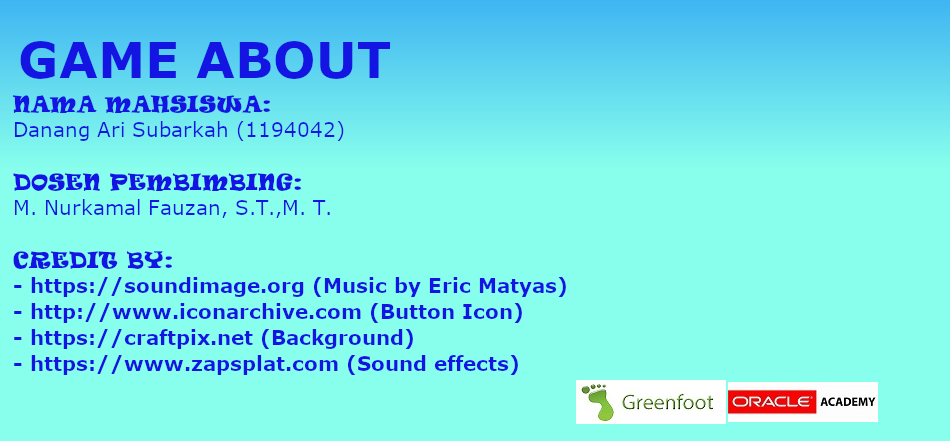 GAME ABOUT
NAMA MAHSISWA:
Danang Ari Subarkah (1194042)
DOSEN PEMBIMBING:
M. Nurkamal Fauzan, S.T.,M. T.
CREDIT BY:
- https://soundimage.org (Music by Eric Matyas)
- http://www.iconarchive.com (Button Icon)
- https://craftpix.net (Background)
- https://www.zapsplat.com (Sound effects)
Greenfoot
ORACLE ACADEMY